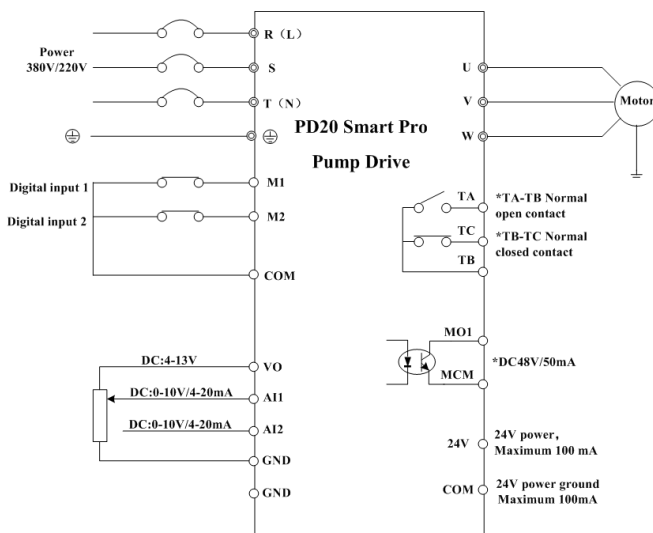 R（L）
Power
380V/220V
S
T（N）
PD20 Smart Pro
Pump Drive
U
V
W
Motor
Digital input 1
M1
Digital input 2
M2
COM
TA
*TA-TB Normal
open contact
TC
*TB-TC Normal
closed contact
TB
MO1
*DC48V/50mA
MCM
DC:4-13V
VO
DC:0-10V/4-20mA
AI1
DC:0-10V/4-20mA
AI2
GND
GND
24V
24V power，
Maximum 100 mA
COM
24V power ground
Maximum 100mA